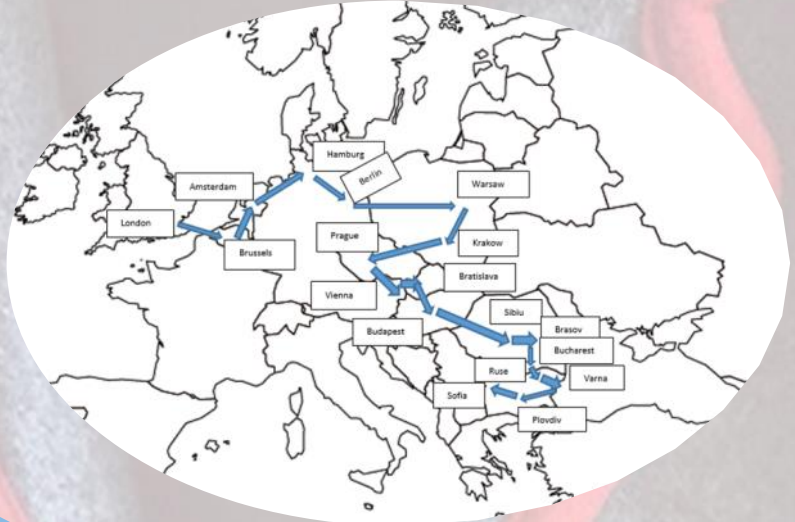 Hamburg
Berlin
Amsterdam
Warsaw
London
Prague
Krakow
Brussels
Bratislava
Vienna
Sibiu
Budapest
Brasov
Bucharest
Ruse
Varna
Sofia
Plovdiv